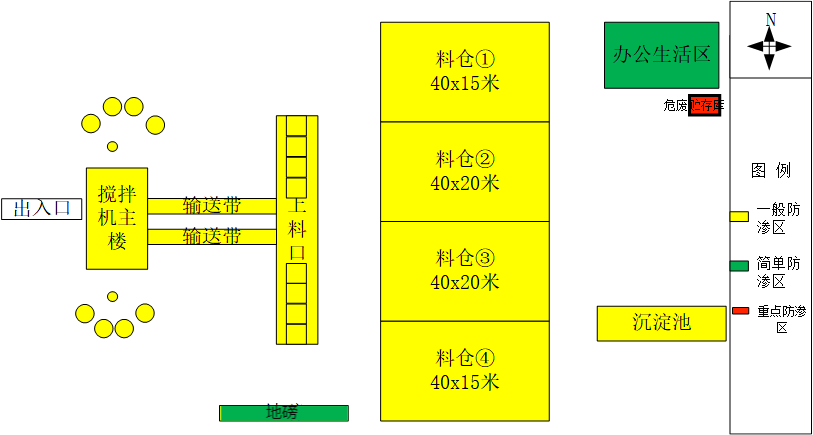 N
料仓①
40x15米
办公生活区
危废贮存库
料仓②
40x20米
图 例
搅拌
机主
楼
出入口
输送带
输送带
上
料
口
一般防
渗区
料仓③
40x20米
简单防
渗区
重点防渗
区
沉淀池
料仓④
40x15米
地磅